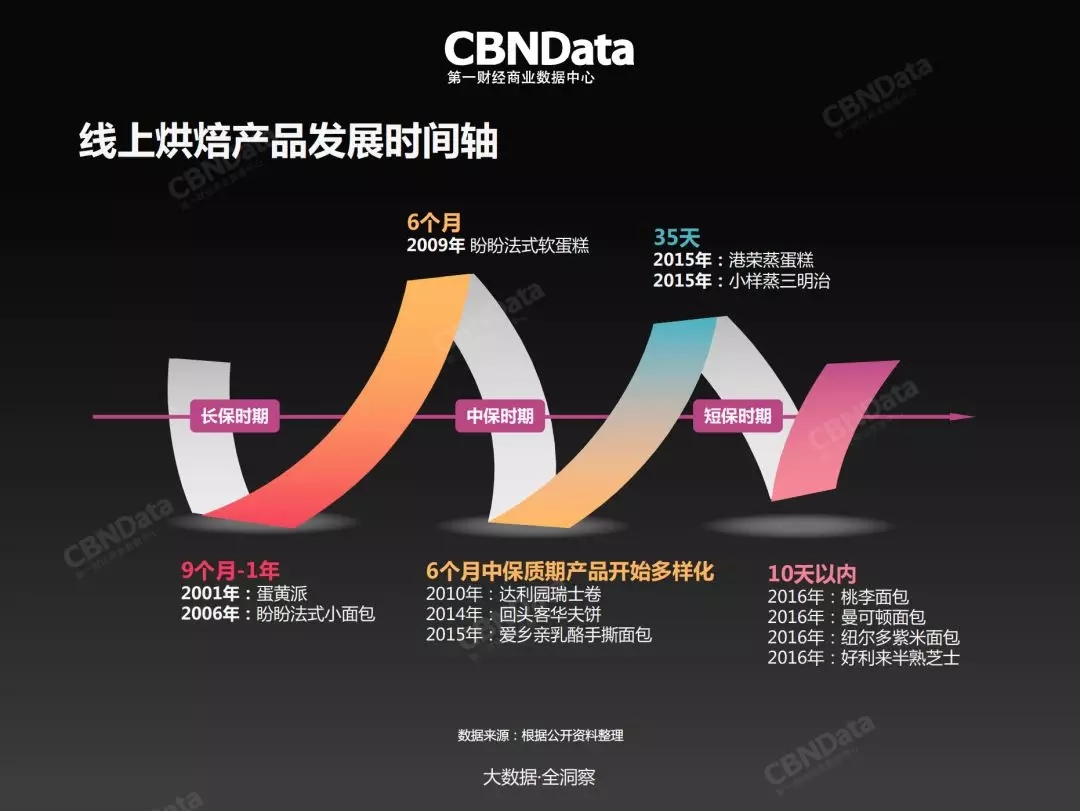 CBNData
第一财经商业数据中心
线上烘焙产品发展时间轴
6个月
2009年 盼盼法式软蛋糕
35天
2015年：港荣蒸蛋糕
2015年：小样蒸三明治
长保时期
中保时期
短保时期
9个月-1年
2001年：蛋黄派
2006年：盼盼法式小面包
6个月中保质期产品开始多样化
2010年：达利园瑞士卷
2014年：回头客华夫饼
2015年：爱乡亲乳酪手撕面包
10天以内
2016年：桃李面包
2016年：曼可顿面包
2016年：纽尔多紫米面包
2016年：好利来半熟芝士
数据来源：根据公开资料整理
大数据·全洞察